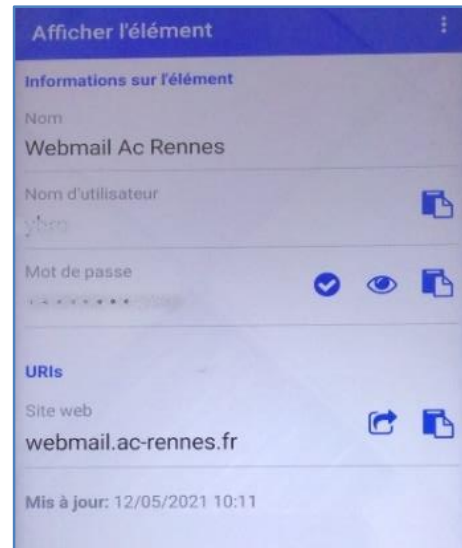 Afficher l'élément
Informations sur l'élément
Nom
Webmail Ac Rennes
Nom d'utilisateur
Mot de passe
URIs
Site web
webmail.ac-rennes.fr
Mis à jour: 12/05/2021 10:11